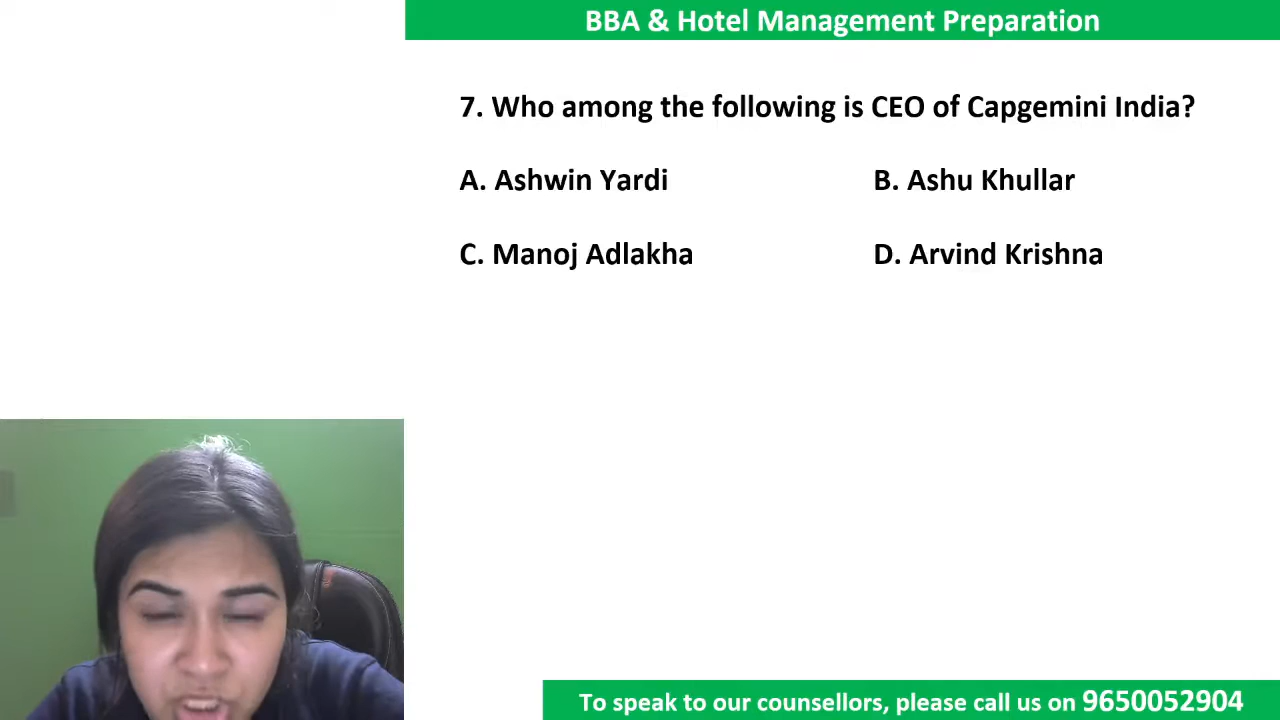 BBA & Hotel Management Preparation
7. Who among the following is CEO of Capgemini India?
A. Ashwin Yardi
B. Ashu Khullar
C. Manoj Adlakha
D. Arvind Krishna
To speak to our counsellors, please call us on 9650052904